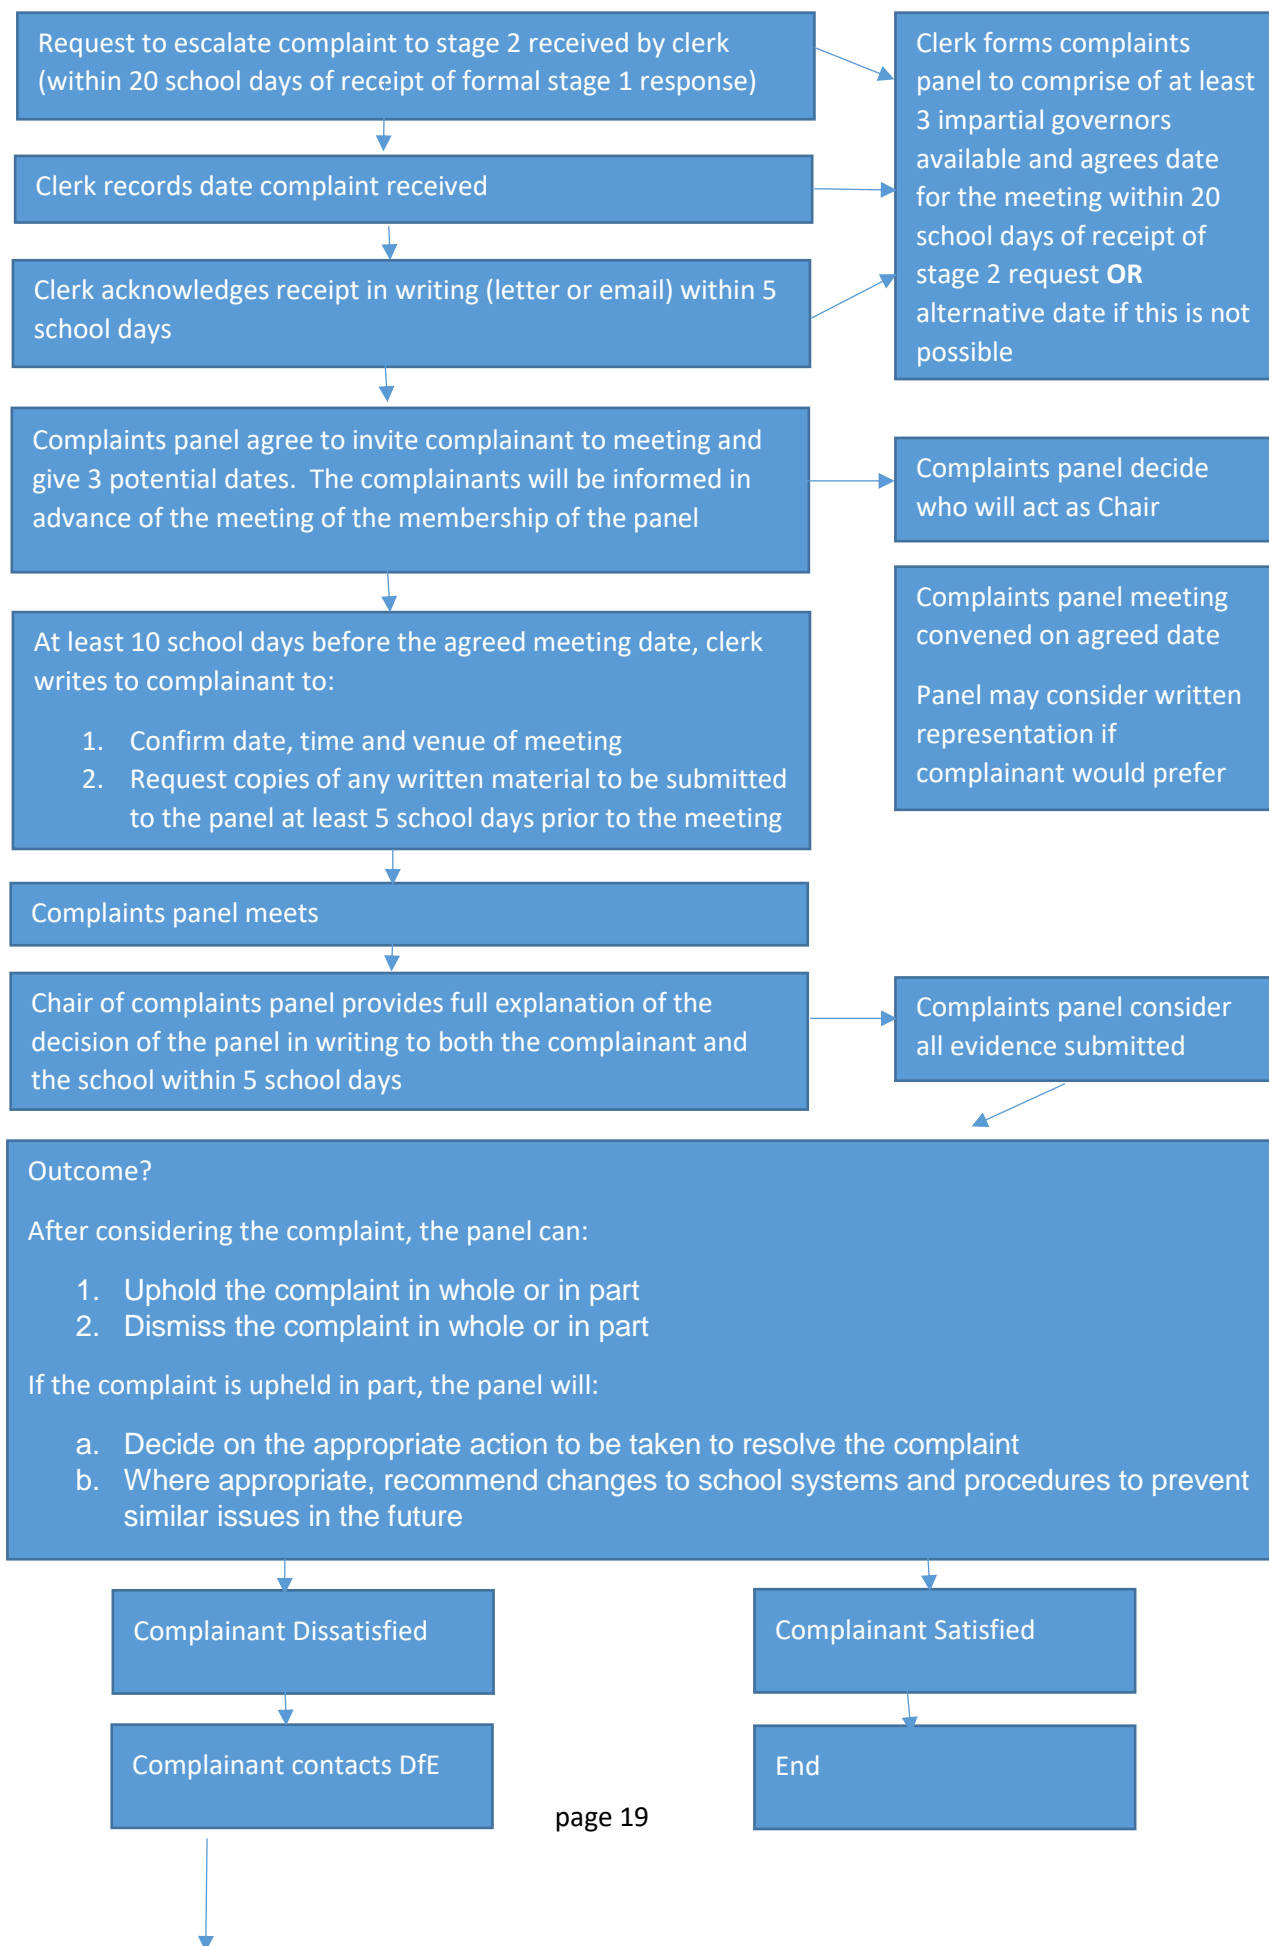 Request to escalate complaint to stage 2 received by clerk
(within 20 school days of receipt of formal stage 1 response)
Clerk forms complaints
panel to comprise of at least
3 impartial governors
available and agrees date
for the meeting within 20
school days of receipt of
stage 2 request OR
alternative date if this is not
possible
Clerk records date complaint received
Clerk acknowledges receipt in writing (letter or email) within 5
school days
Complaints panel agree to invite complainant to meeting and
give 3 potential dates.  The complainants will be informed in
advance of the meeting of the membership of the panel
Complaints panel decide
who will act as Chair
Complaints panel meeting
convened on agreed date
Panel may consider written
representation if
complainant would prefer
At least 10 school days before the agreed meeting date, clerk
writes to complainant to:
1. Confirm date, time and venue of meeting
2. Request copies of any written material to be submitted
to the panel at least 5 school days prior to the meeting
Complaints panel meets
Chair of complaints panel provides full explanation of the
decision of the panel in writing to both the complainant and
the school within 5 school days
Complaints panel consider
all evidence submitted
Outcome?
After considering the complaint, the panel can:
1. Uphold the complaint in whole or in part
2. Dismiss the complaint in whole or in part
If the complaint is upheld in part, the panel will:
a. Decide on the appropriate action to be taken to resolve the complaint
b. Where appropriate, recommend changes to school systems and procedures to prevent
similar issues in the future
Complainant Dissatisfied
Complainant Satisfied
Complainant contacts DfE
End
page 19